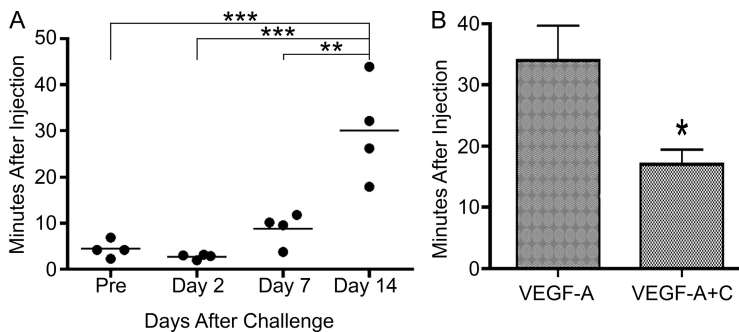 A
***
***
**
Minutes After Injection
50
40
30
20
10
0
Pre Day 2 Day 7 Day 14
Days After Challenge
B
Minutes After Injection
40
30
20
10
0
*
VEGF-A VEGF-A+C